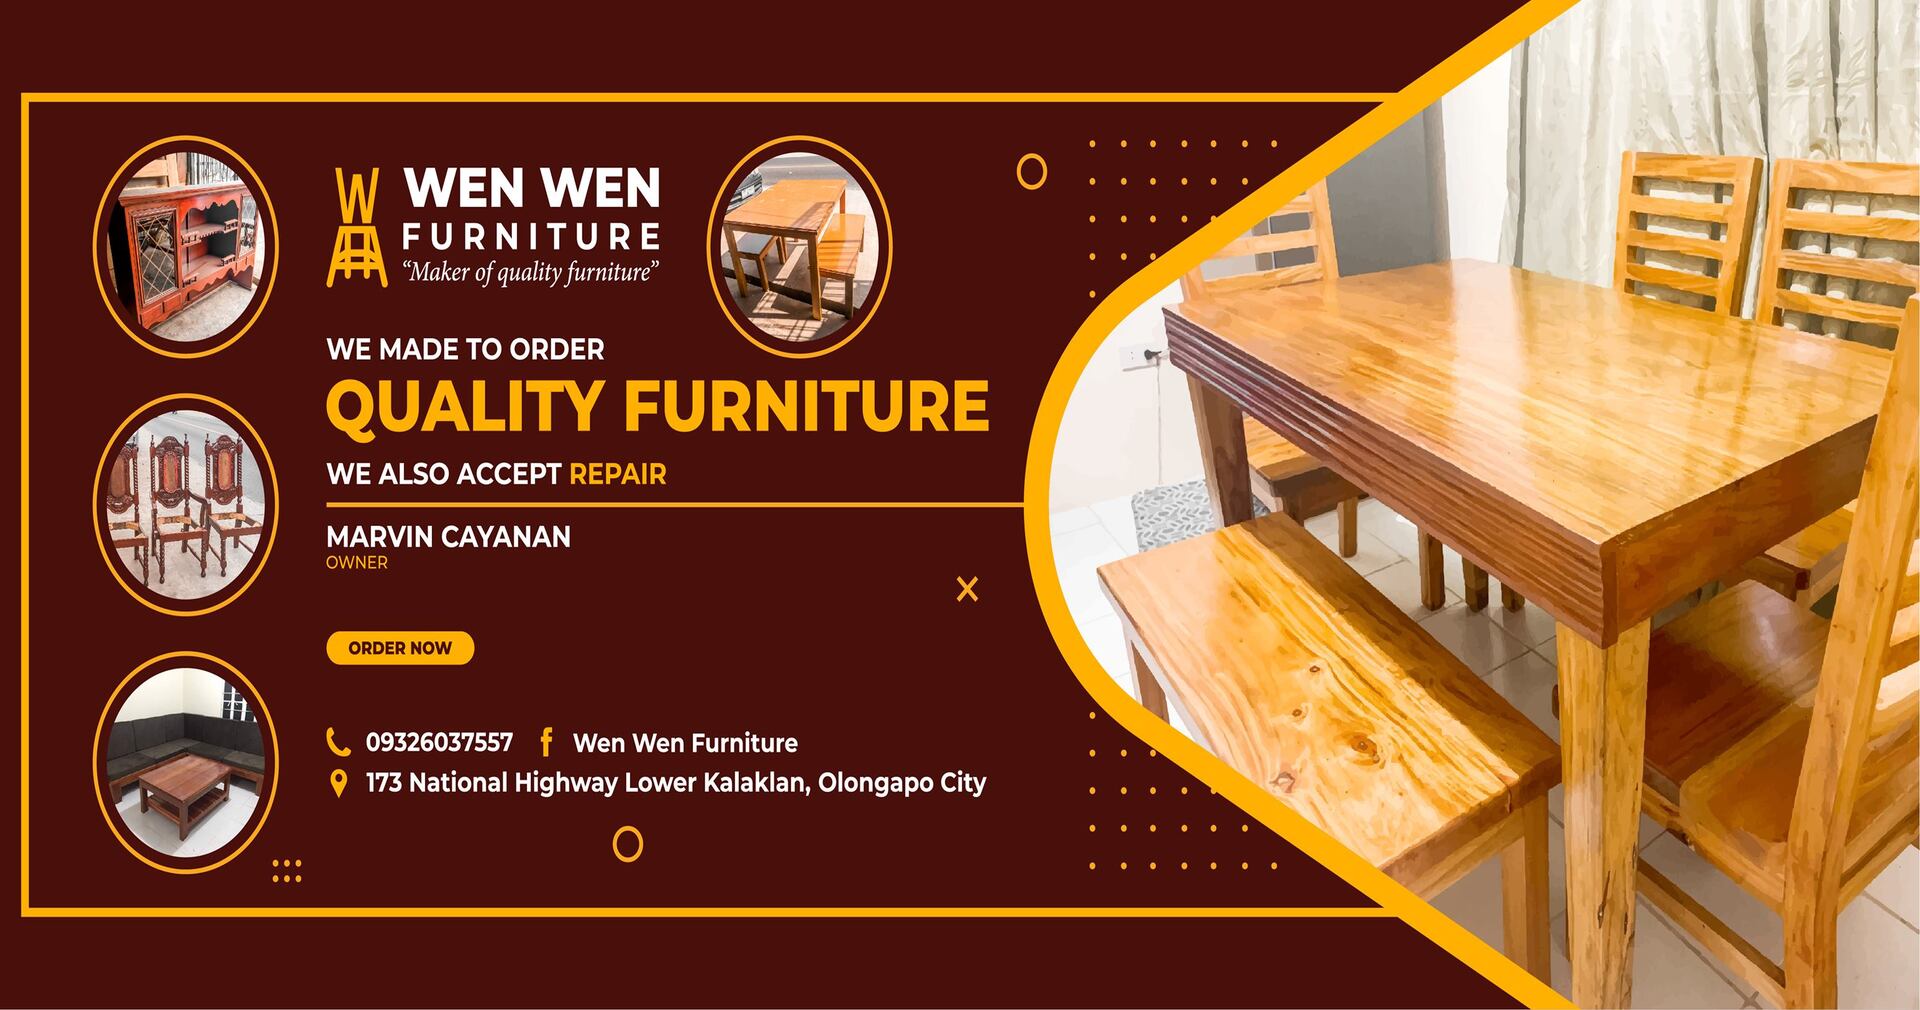 WEN WEN
FURNITURE
“Maker of quality furniture”
WE MADE TO ORDER
QUALITY FURNITURE
WE ALSO ACCEPT REPAIR
MARVIN CAYANAN
OWNER
ORDER NOW
09326037557 Wen Wen Furniture
173 National Highway Lower Kalaklan, Olongapo City